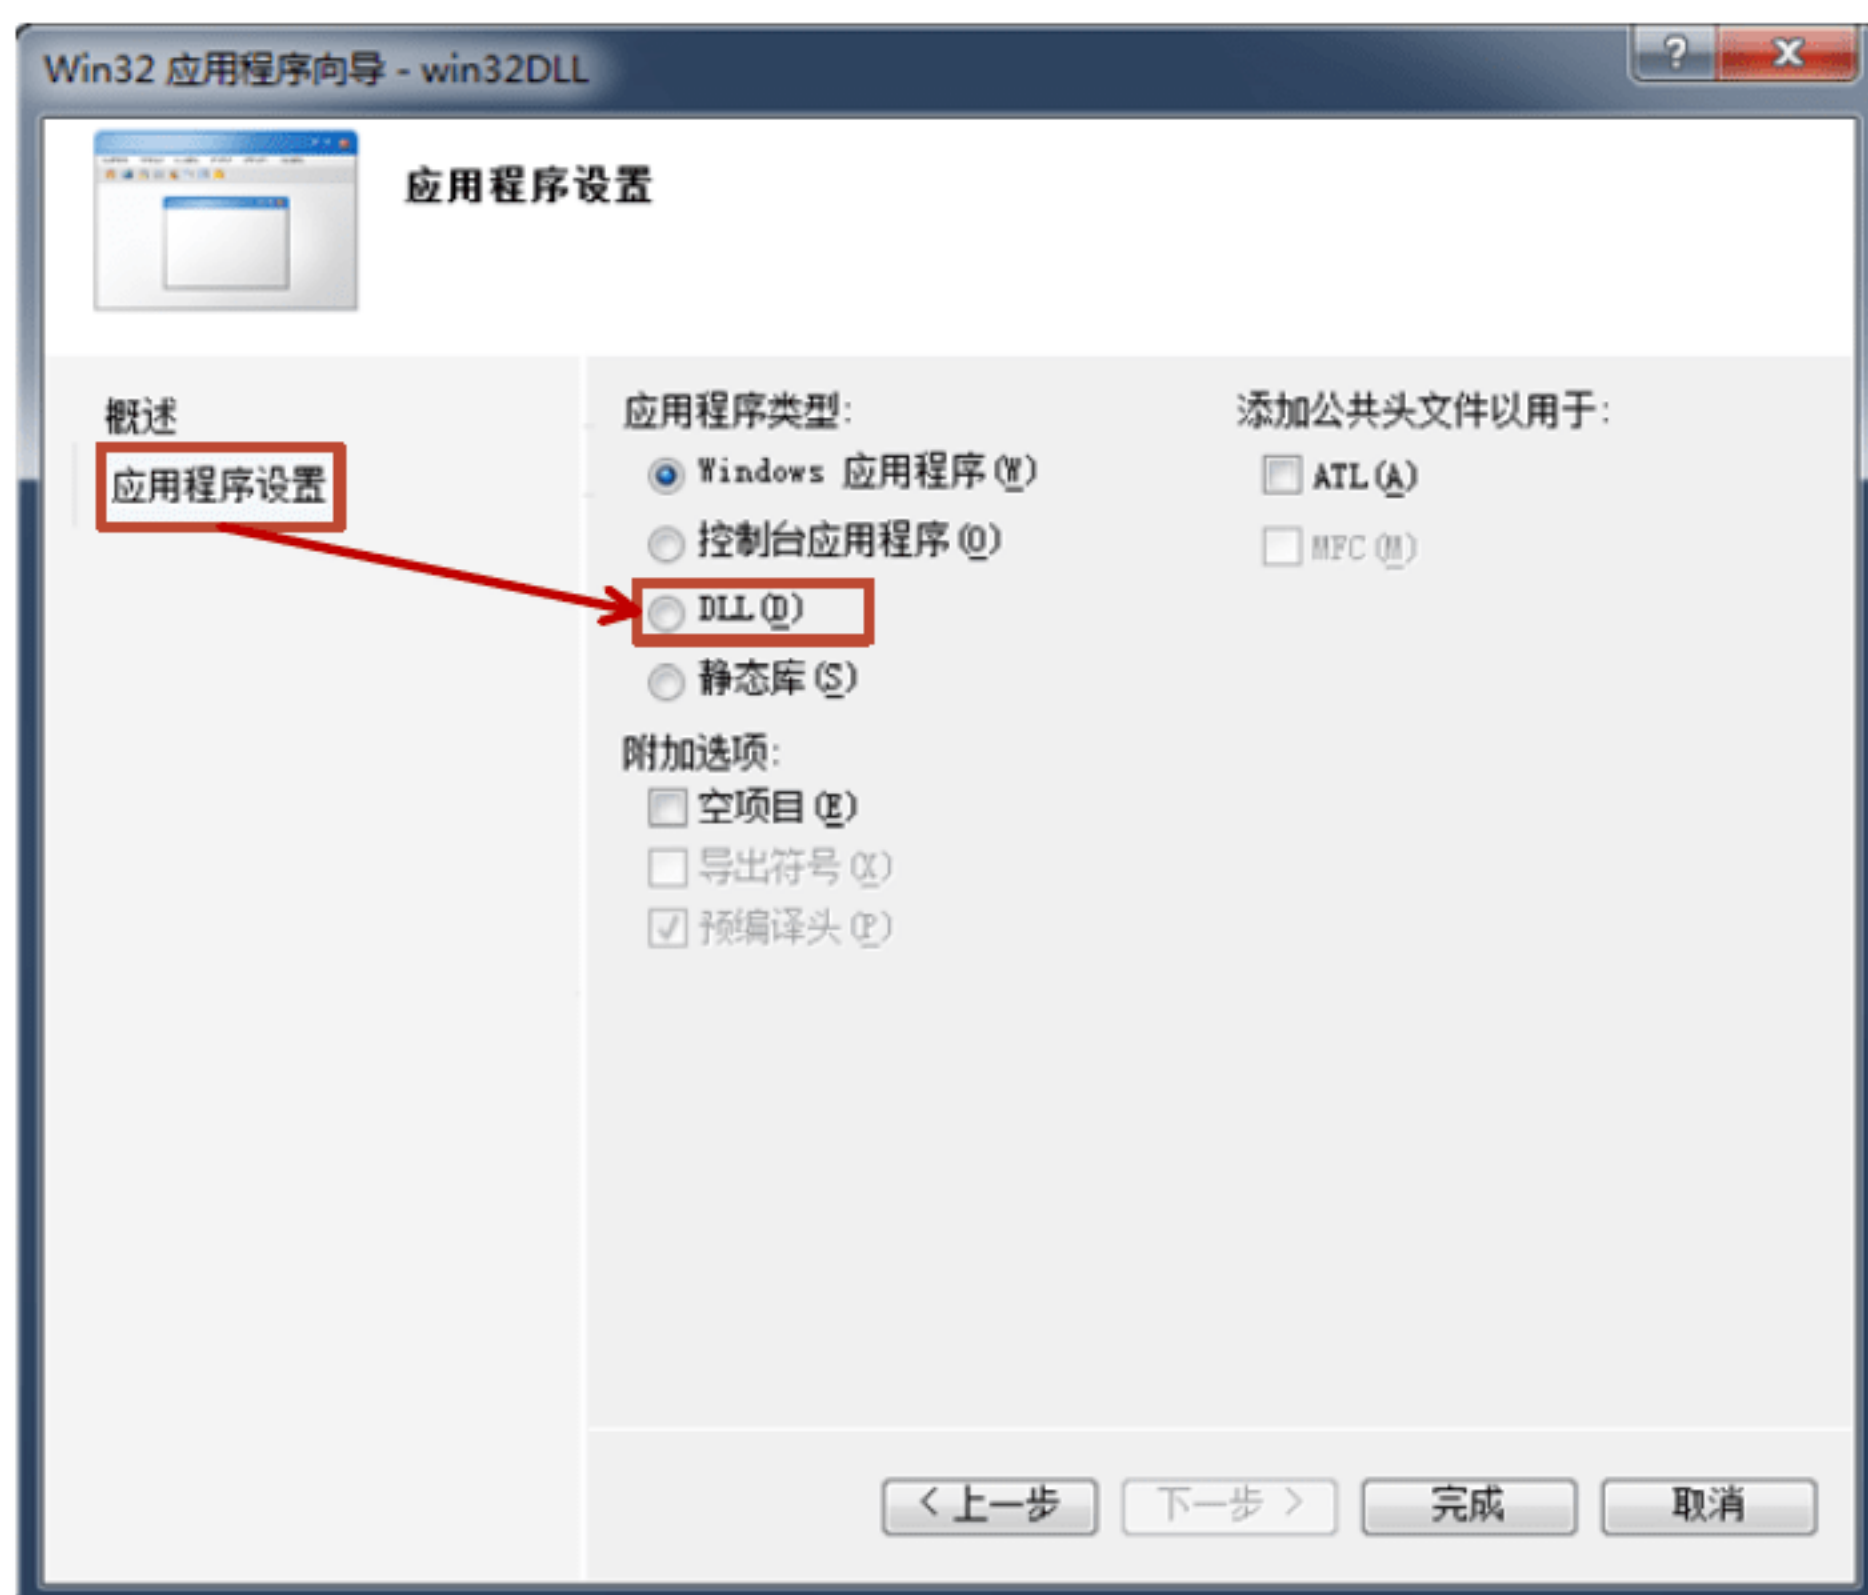 Win32 应用程序向导 - win32DLL
应用程序设置
概述
应用程序设置
应用程序类型:
Windows 应用程序(W)
控制台应用程序(O)
DLL(D)
静态库(S)
附加选项:
空项目(E)
导出符号(X)
预编译头(P)
添加公共头文件以用于:
ATL(A)
MFC(M)
< 上一步
下一步 >
完成
取消